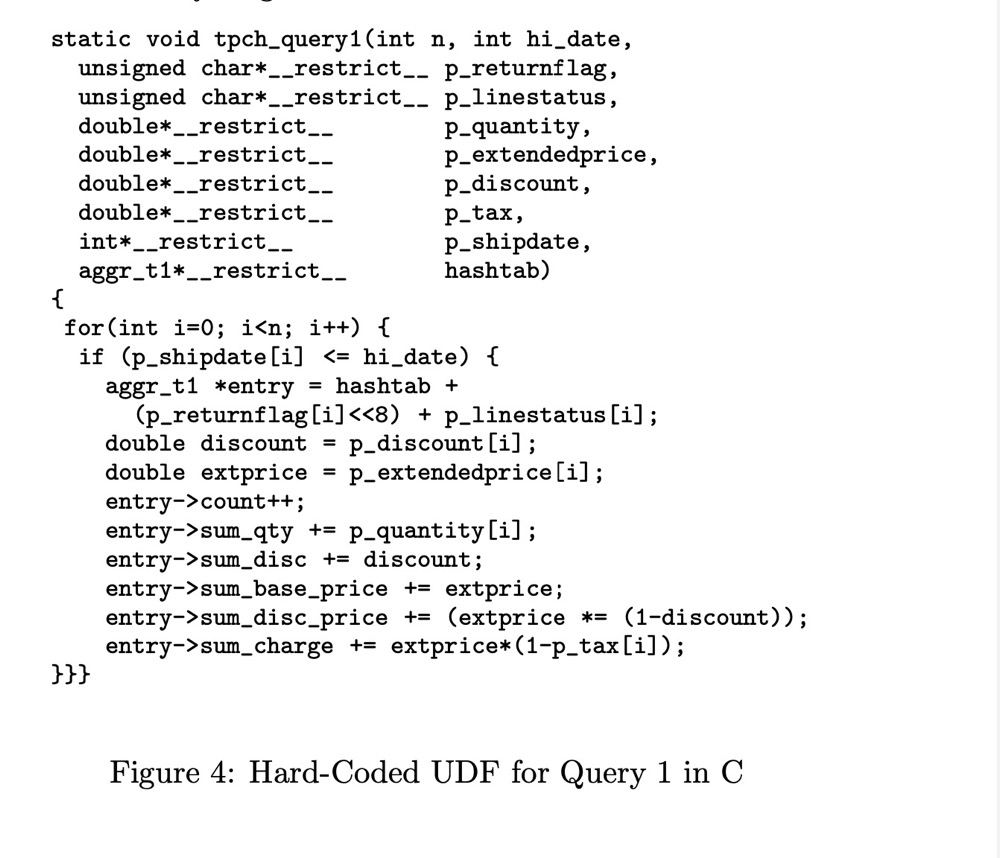 static void tpch_query1(int n, int hi_date,
unsigned char*__restrict__ p_returnflag,
unsigned char*__restrict__ p_linestatus,
double*__restrict__ p_quantity,
double*__restrict__ p_extendedprice,
double*__restrict__ p_discount,
double*__restrict__ p_tax,
int*__restrict__ p_shipdate,
aggr_t1*__restrict__ hashtab)
{
for(int i=0; i<n; i++) {
if (p_shipdate[i] <= hi_date) {
aggr_t1 *entry = hashtab +
(p_returnflag[i]<<8) + p_linestatus[i];
double discount = p_discount[i];
double extprice = p_extendedprice[i];
entry->count++;
entry->sum_qty += p_quantity[i];
entry->sum_disc += discount;
entry->sum_base_price += extprice;
entry->sum_disc_price += (extprice *= (1-discount));
entry->sum_charge += extprice*(1-p_tax[i]);
}}}
Figure 4: Hard-Coded UDF for Query 1 in C